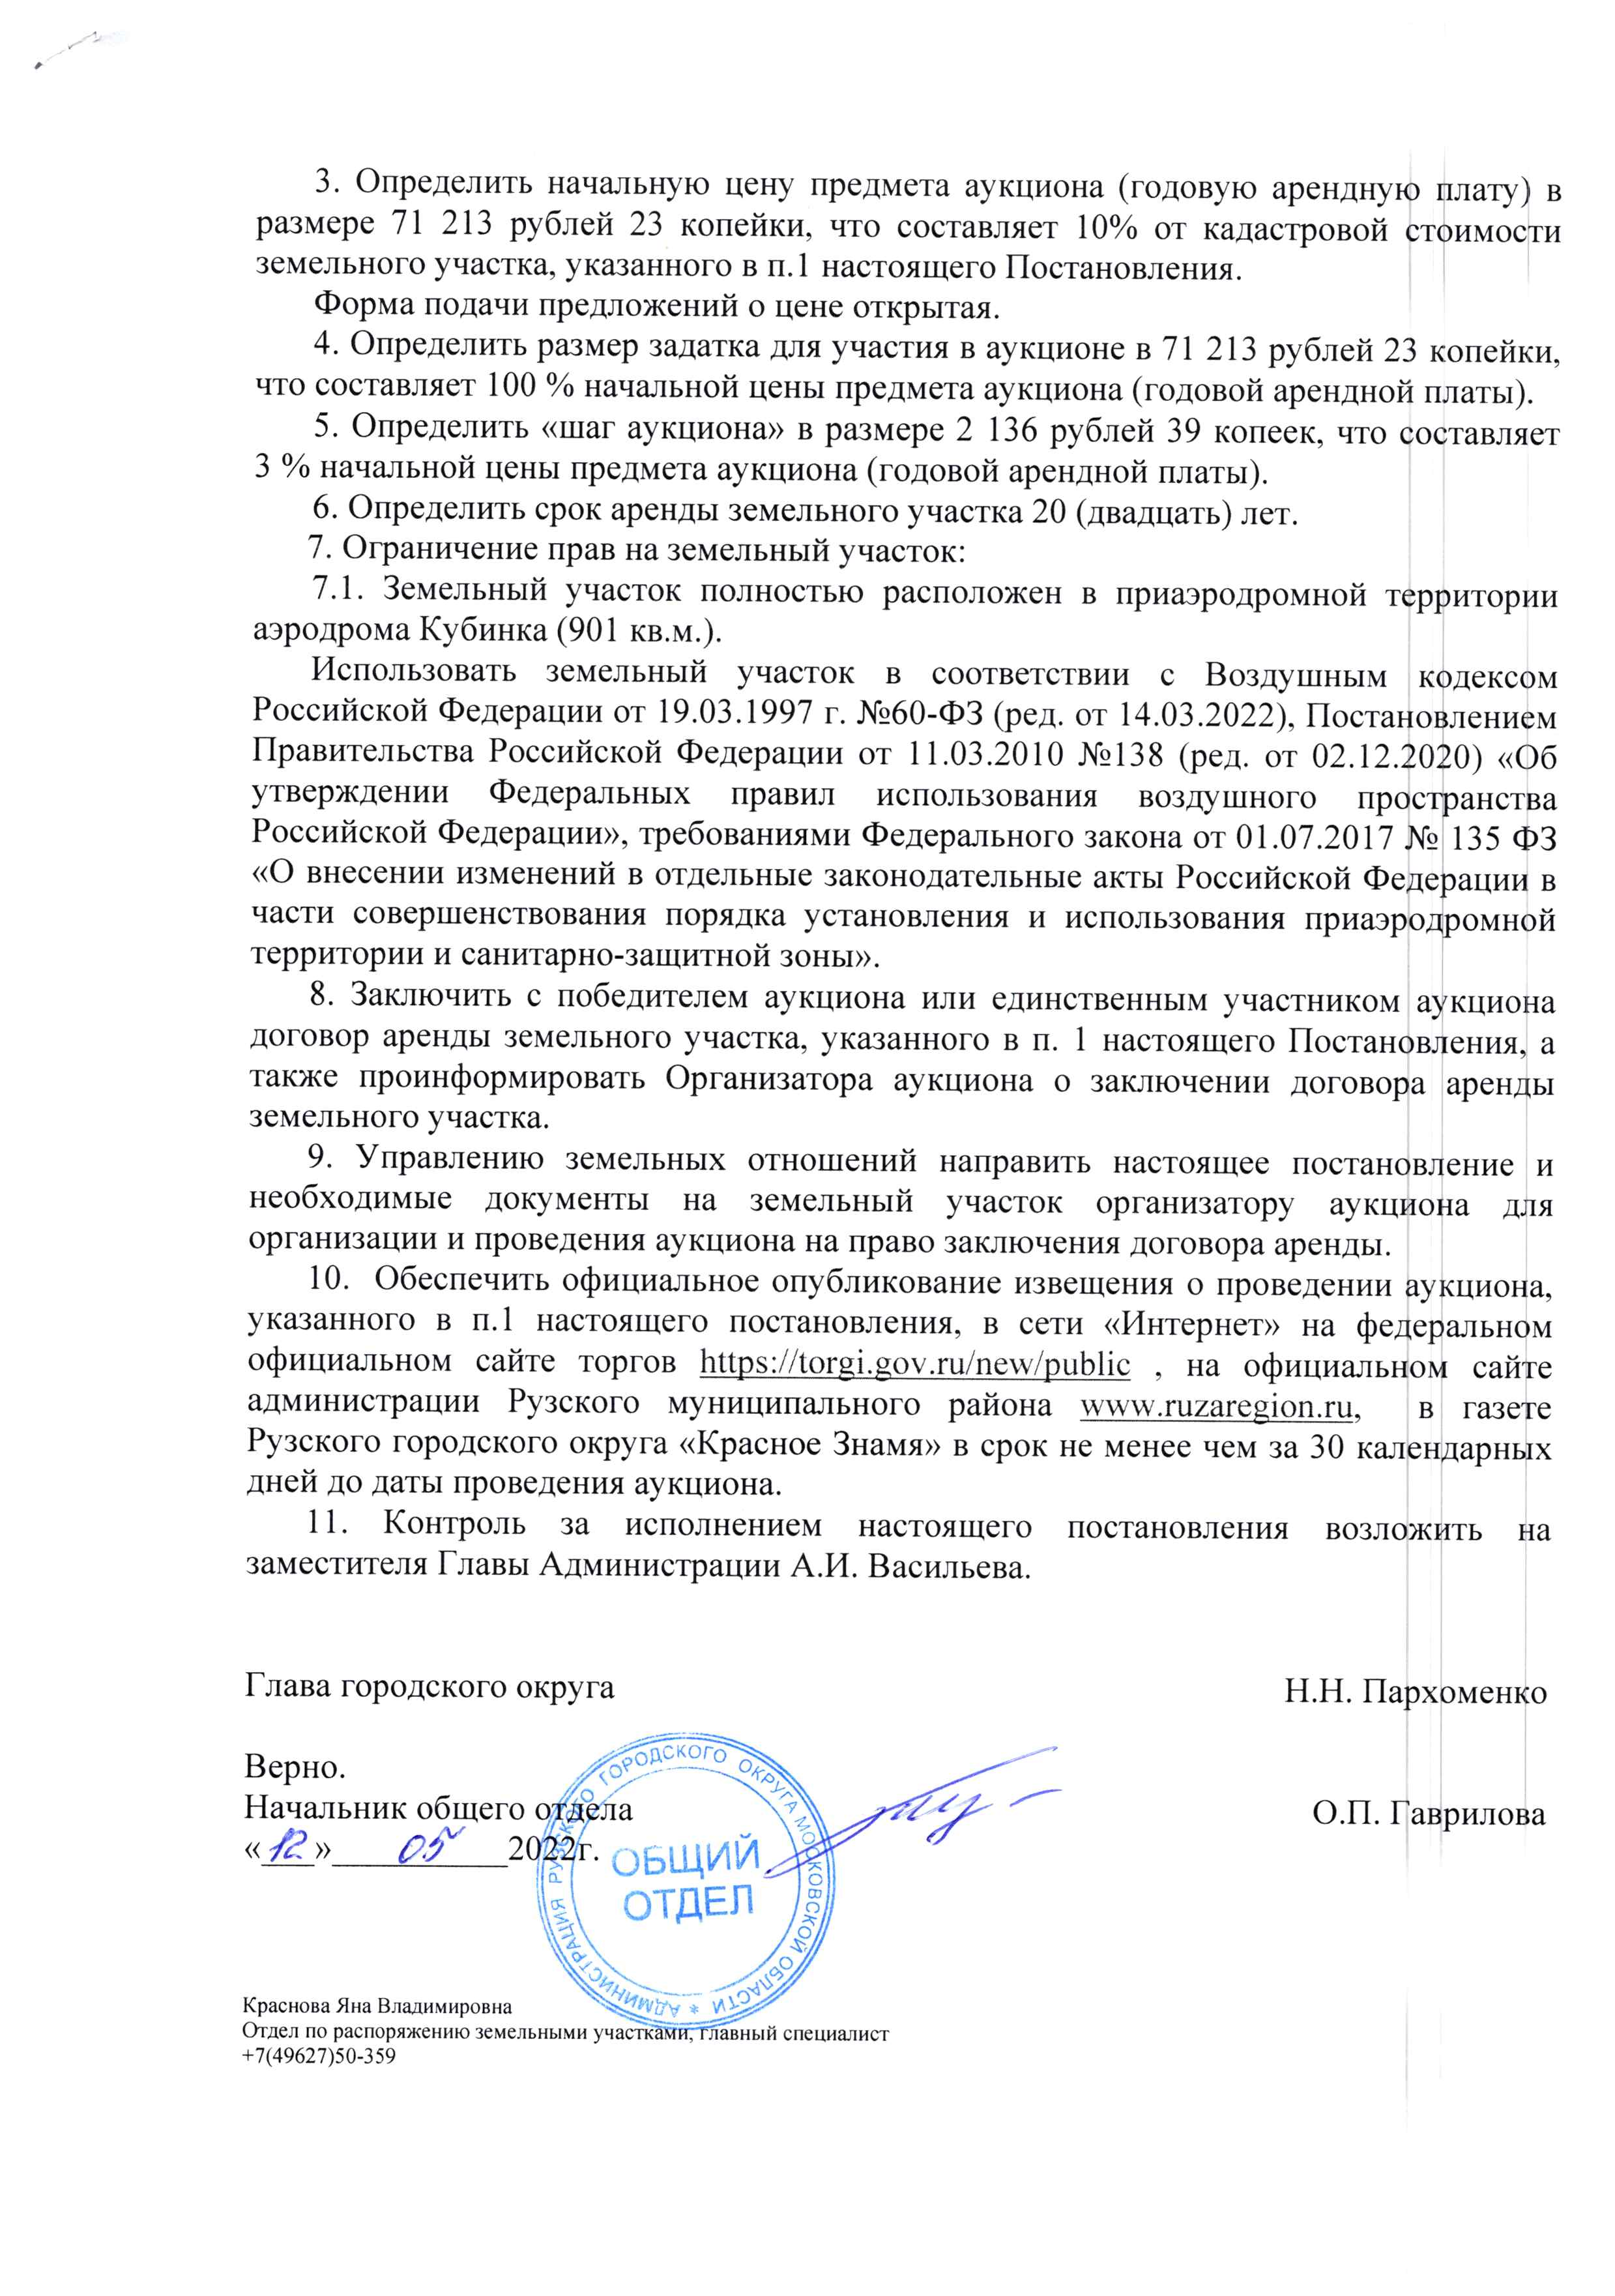 3. Определить начальную цену предмета аукциона (годовую арендную плату) в
размере 71 213 рублей 23 копейки, что составляет 10% от кадастровой стоимости
земельного участка, указанного в п.1 настоящего Постановления.
Форма подачи предложений о цене открытая.
4. Определить размер задатка для участия в аукционе в 71 213 рублей 23 копейки,
что составляет 100 % начальной цены предмета аукциона (годовой арендной платы).
5. Определить «шаг аукциона» в размере 2 136 рублей 39 копеек, что составляет
3 % начальной цены предмета аукциона (годовой арендной платы).
6. Определить срок аренды земельного участка 20 (двадцать) лет.
7. Ограничение прав на земельный участок:
7.1. Земельный участок полностью расположен в приаэродромной территории
аэродрома Кубинка (901 кв.м.).
Использовать земельный участок в соответствии с Воздушным кодексом
Российской Федерации от 19.03.1997 г. №60-ФЗ (ред. от 14.03.2022), Постановлением
Правительства Российской Федерации от 11.03.2010 №138 (ред. от 02.12.2020) «Об
утверждении Федеральных правил использования воздушного пространства
Российской Федерации», требованиями Федерального закона от 01.07.2017 № 135 ФЗ
«О внесении изменений в отдельные законодательные акты Российской Федерации в
части совершенствования порядка установления и использования приаэродромной
территории и санитарно-защитной зоны».
8. Заключить с победителем аукциона или единственным участником аукциона
договор аренды земельного участка, указанного в п. 1 настоящего Постановления, а
также проинформировать Организатора аукциона о заключении договора аренды
земельного участка.
9. Управлению земельных отношений направить настоящее постановление и
необходимые документы на земельный участок организатору аукциона для
организации и проведения аукциона на право заключения договора аренды.
10. Обеспечить официальное опубликование извещения о проведении аукциона,
указанного в п.1 настоящего постановления, в сети «Интернет» на федеральном
официальном сайте торгов https://torgi.gov.ru/new/public , на официальном сайте
администрации Рузского муниципального района www.ruzaregion.ru, в газете
Рузского городского округа «Красное Знамя» в срок не менее чем за 30 календарных
дней до даты проведения аукциона.
11. Контроль за исполнением настоящего постановления возложить на
заместителя Главы Администрации А.И. Васильева.
Глава городского округа Н.Н. Пархоменко
Верно.
Начальник общего отдела О.П. Гаврилова
«12» 05 2022г.
АДМИНИСТРАЦИЯ РУЗСКОГО ГОРОДСКОГО ОКРУГА МОСКОВСКОЙ ОБЛАСТИ *
ОБЩИЙ
ОТДЕЛ
Краснова Яна Владимировна
Отдел по распоряжению земельными участками, главный специалист
+7(49627)50-359